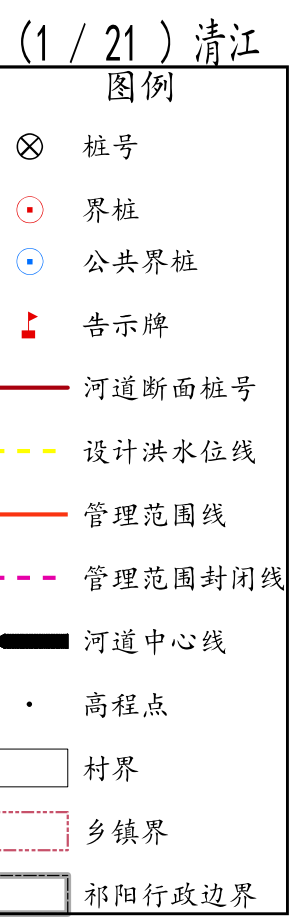 (1 / 21 ) 清江
图例
桩号
界桩
公共界桩
告示牌
河道断面桩号
设计洪水位线
管理范围线
管理范围封闭线
河道中心线
高程点
村界
乡镇界
祁阳行政边界